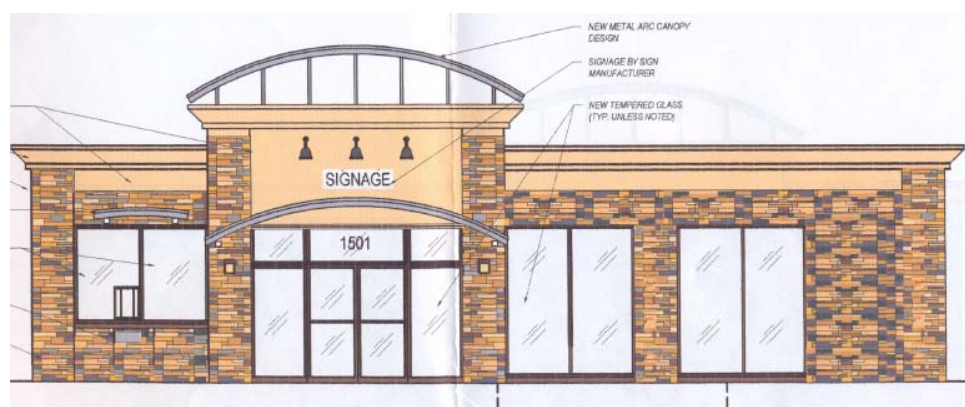 NEW METAL ARC CANOPY
DESIGN
SIGNAGE BY SIGN
MANUFACTURER
NEW TEMPERED GLASS
(TYP. UNLESS NOTED)
SIGNAGE
1501